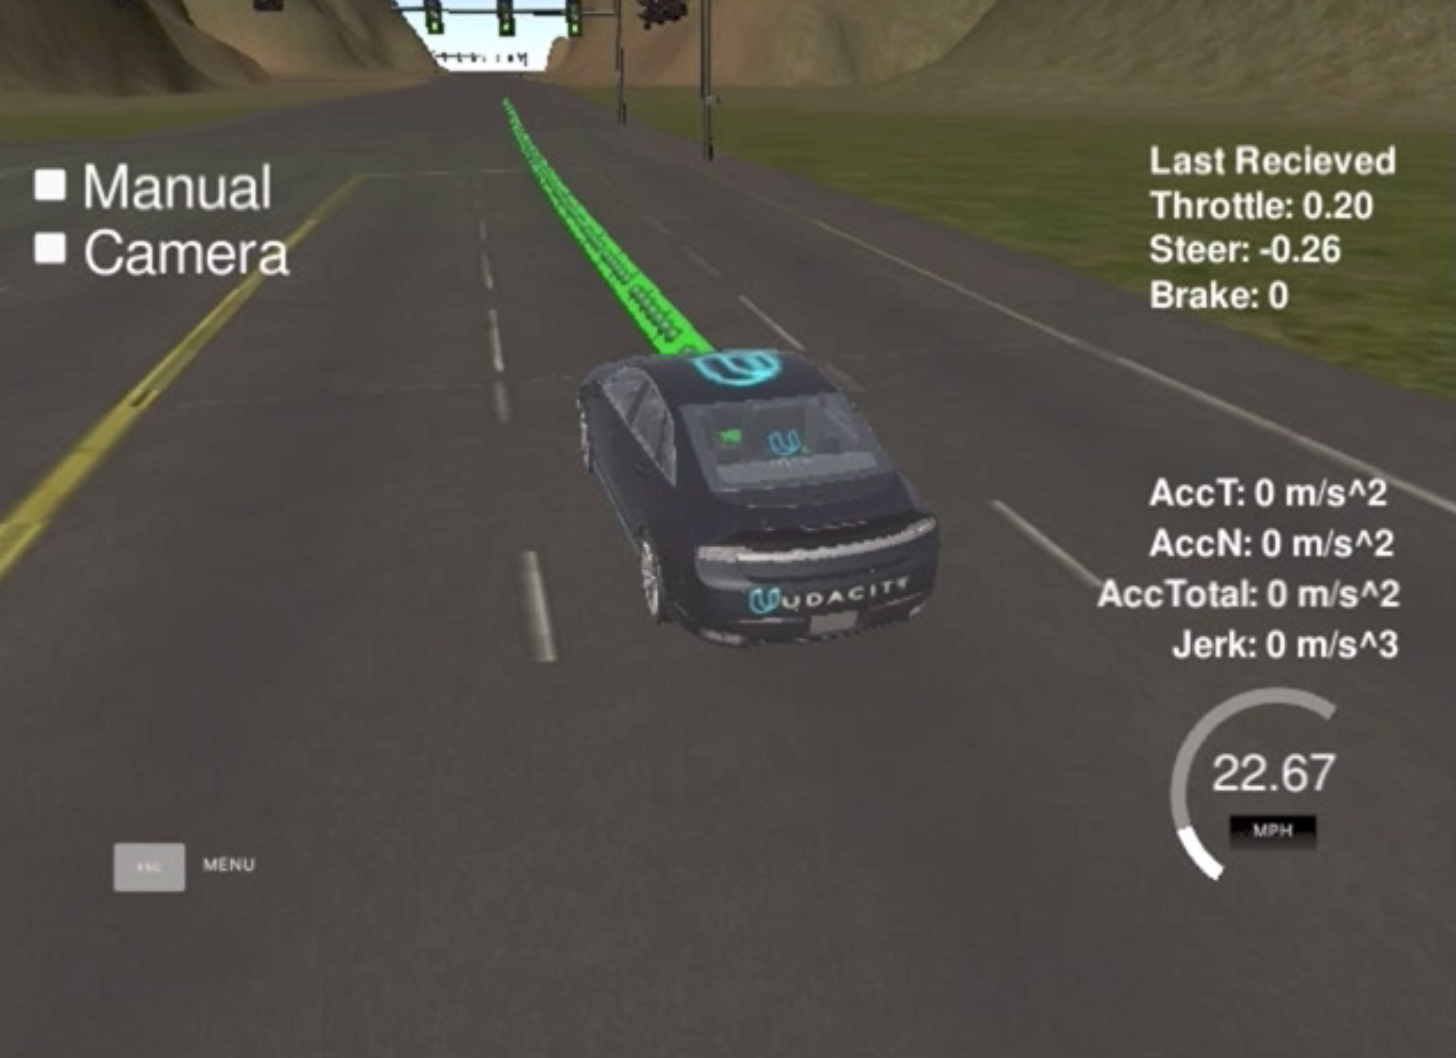 Manual
Camera
Last Recieved
Throttle: 0.20
Steer: -0.26
Brake: 0
UDACITY
AccT: 0 m/s^2
AccN: 0 m/s^2
AccTotal: 0 m/s^2
Jerk: 0 m/s^3
22.67
MPH
ESC
MENU